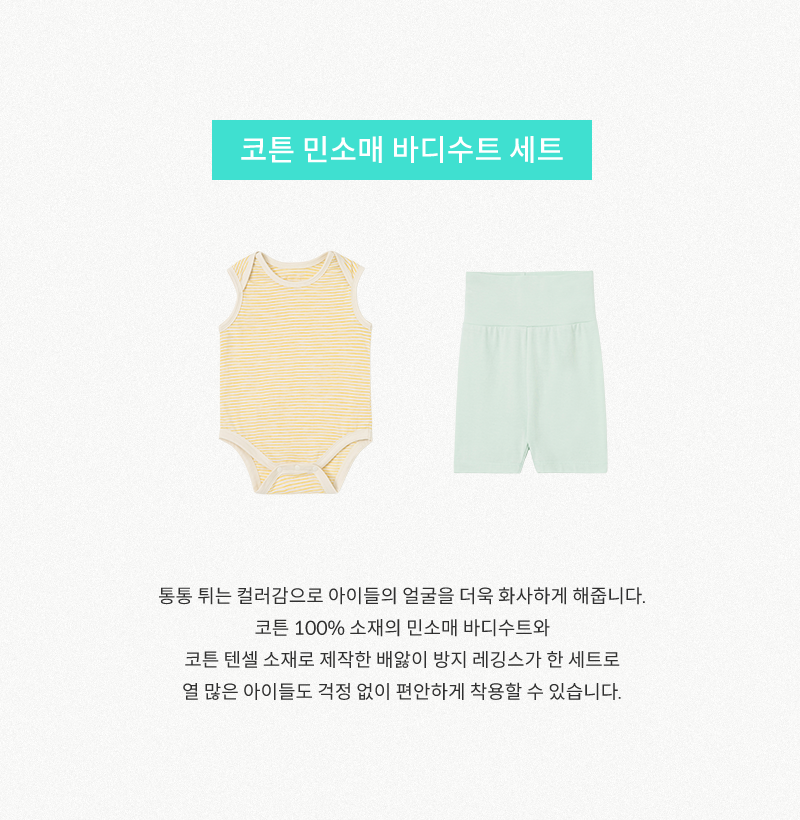 코튼 민소매 바디수트 세트
통통 튀는 컬러감으로 아이들의 얼굴을 더욱 화사하게 해줍니다.
코튼 100% 소재의 민소매 바디수트와
코튼 텐셀 소재로 제작한 배앓이 방지 레깅스가 한 세트로
열 많은 아이들도 걱정 없이 편안하게 착용할 수 있습니다.